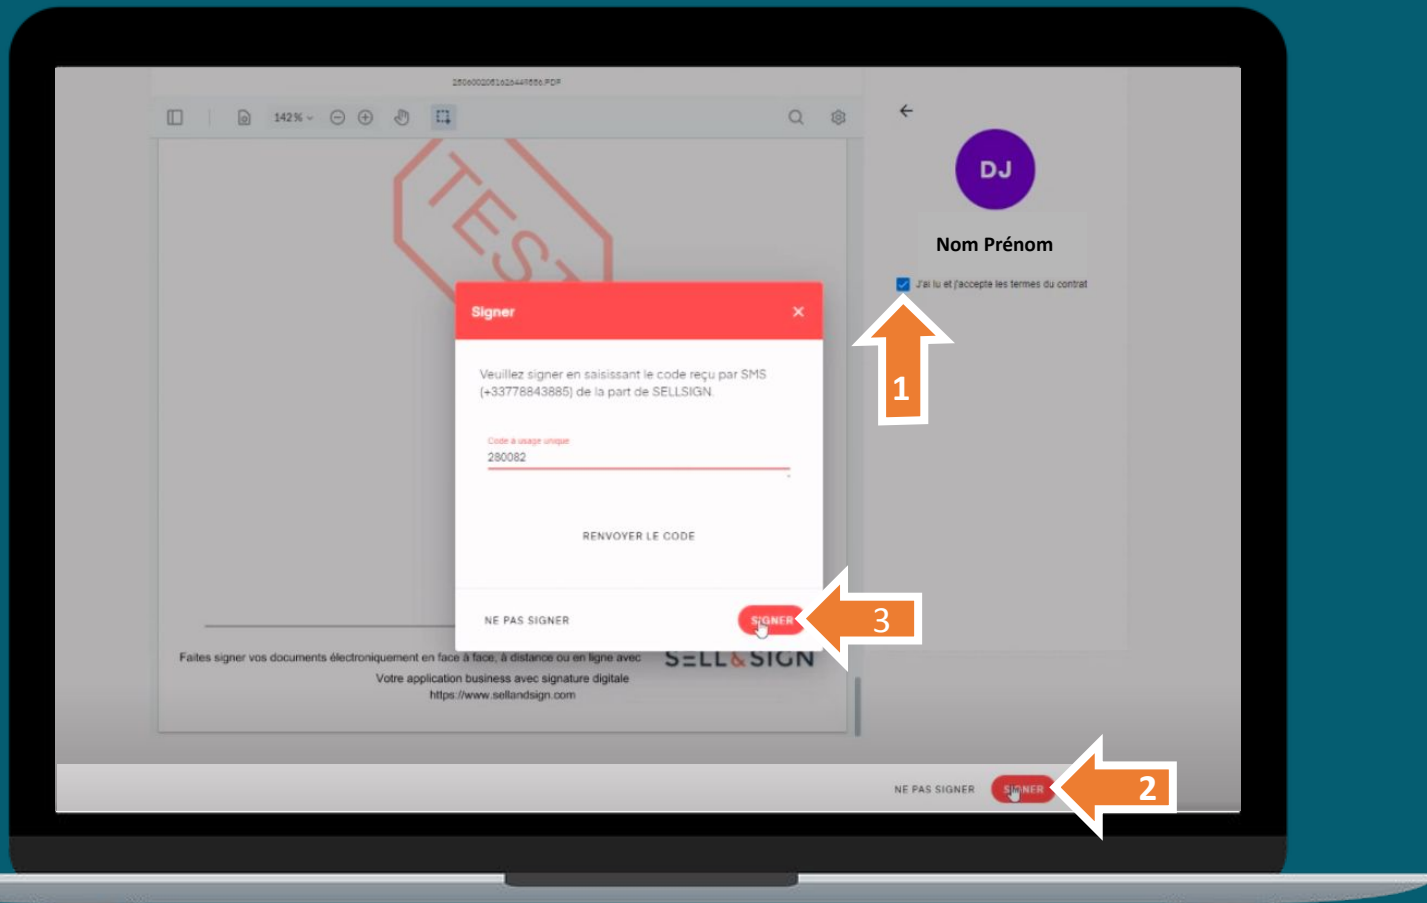 142%
TEST
DJ
Nom Prénom
J'ai lu et j'accepte les termes du contrat
1
Signer
Veuillez signer en saisissant le code reçu par SMS
(+33778843885) de la part de SELLSIGN.
Code à usage unique
280082
RENVOYER LE CODE
NE PAS SIGNER
SIGNER
3
Faites signer vos documents électroniquement en face à face, à distance ou en ligne avec
SELL&SIGN
Votre application business avec signature digitale
https://www.sellandsign.com
NE PAS SIGNER
SIGNER
2